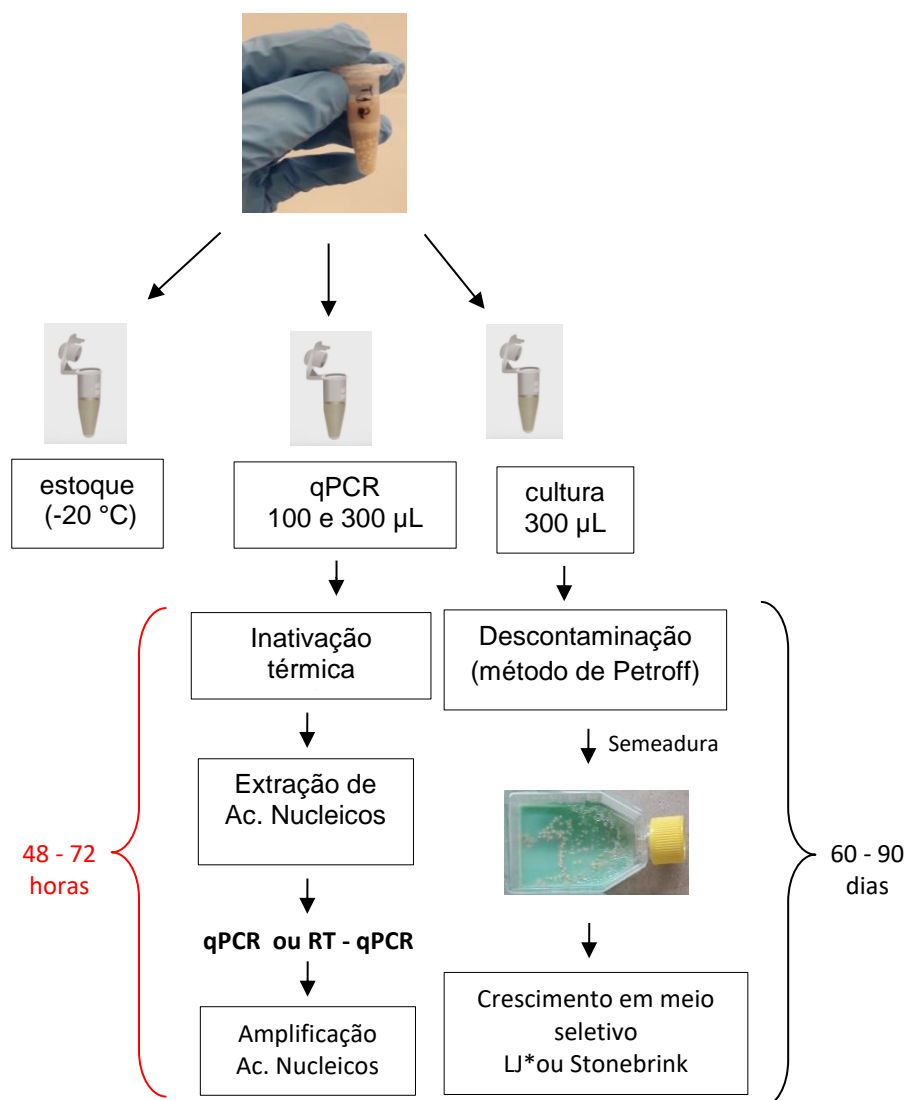 estoque
(-20 °C)
qPCR
100 e 300 µL
cultura
300 µL
Inativação
térmica
Descontaminação
(método de Petroff)
Semeadura
Extração de
Ac. Nucleicos
48 - 72
horas
60 - 90
dias
qPCR ou RT - qPCR
Amplificação
Ac. Nucleicos
Crescimento em meio
seletivo
LJ*ou Stonebrink